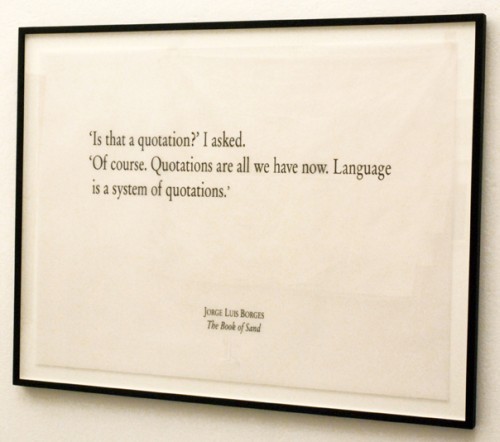 ‘Is that a quotation?’ I asked.
‘Of course. Quotations are all we have now. Language
is a system of quotations.’
JORGE LUIS BORGES
The Book of Sand